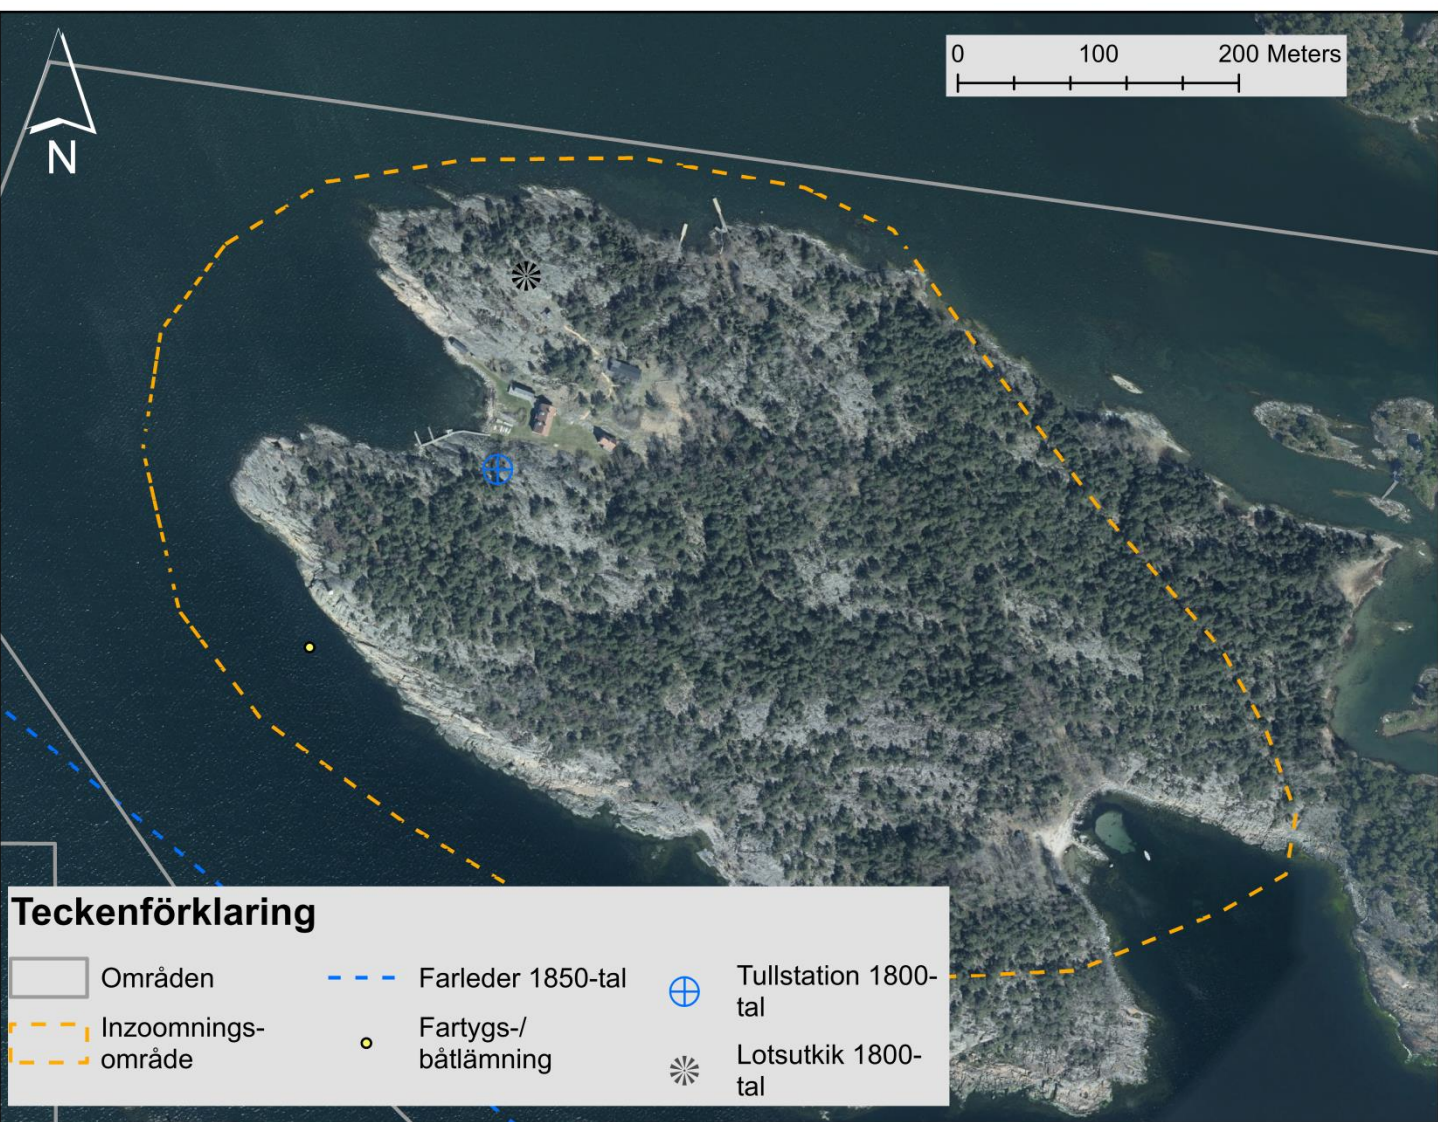 0 100 200 Meters
N
Teckenförklaring
Områden
Inzoomnings-
område
Farleder 1850-tal
Fartygs-/
båtlämning
Tullstation 1800-
tal
Lotsutkik 1800-
tal